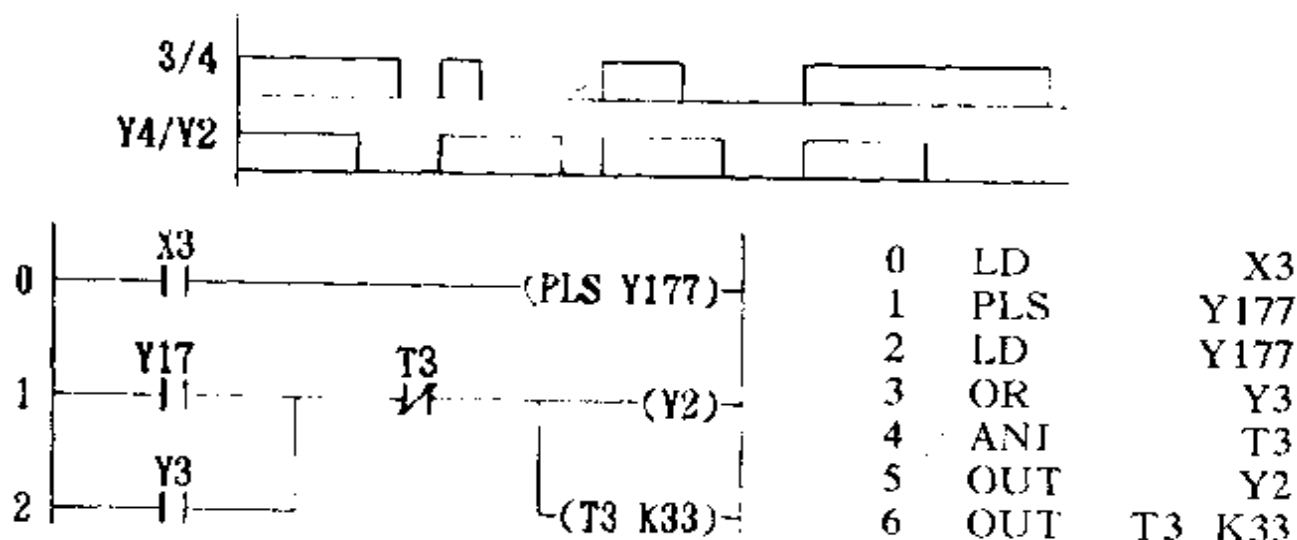 3/4
Y4/Y2
X3
0 (PLS Y177)
Y17 T3
1 (Y2)
Y3
2 (T3 K33)
0 LD X3
1 PLS Y177
2 LD Y177
3 OR Y3
4 ANI T3
5 OUT Y2
6 OUT T3 K33